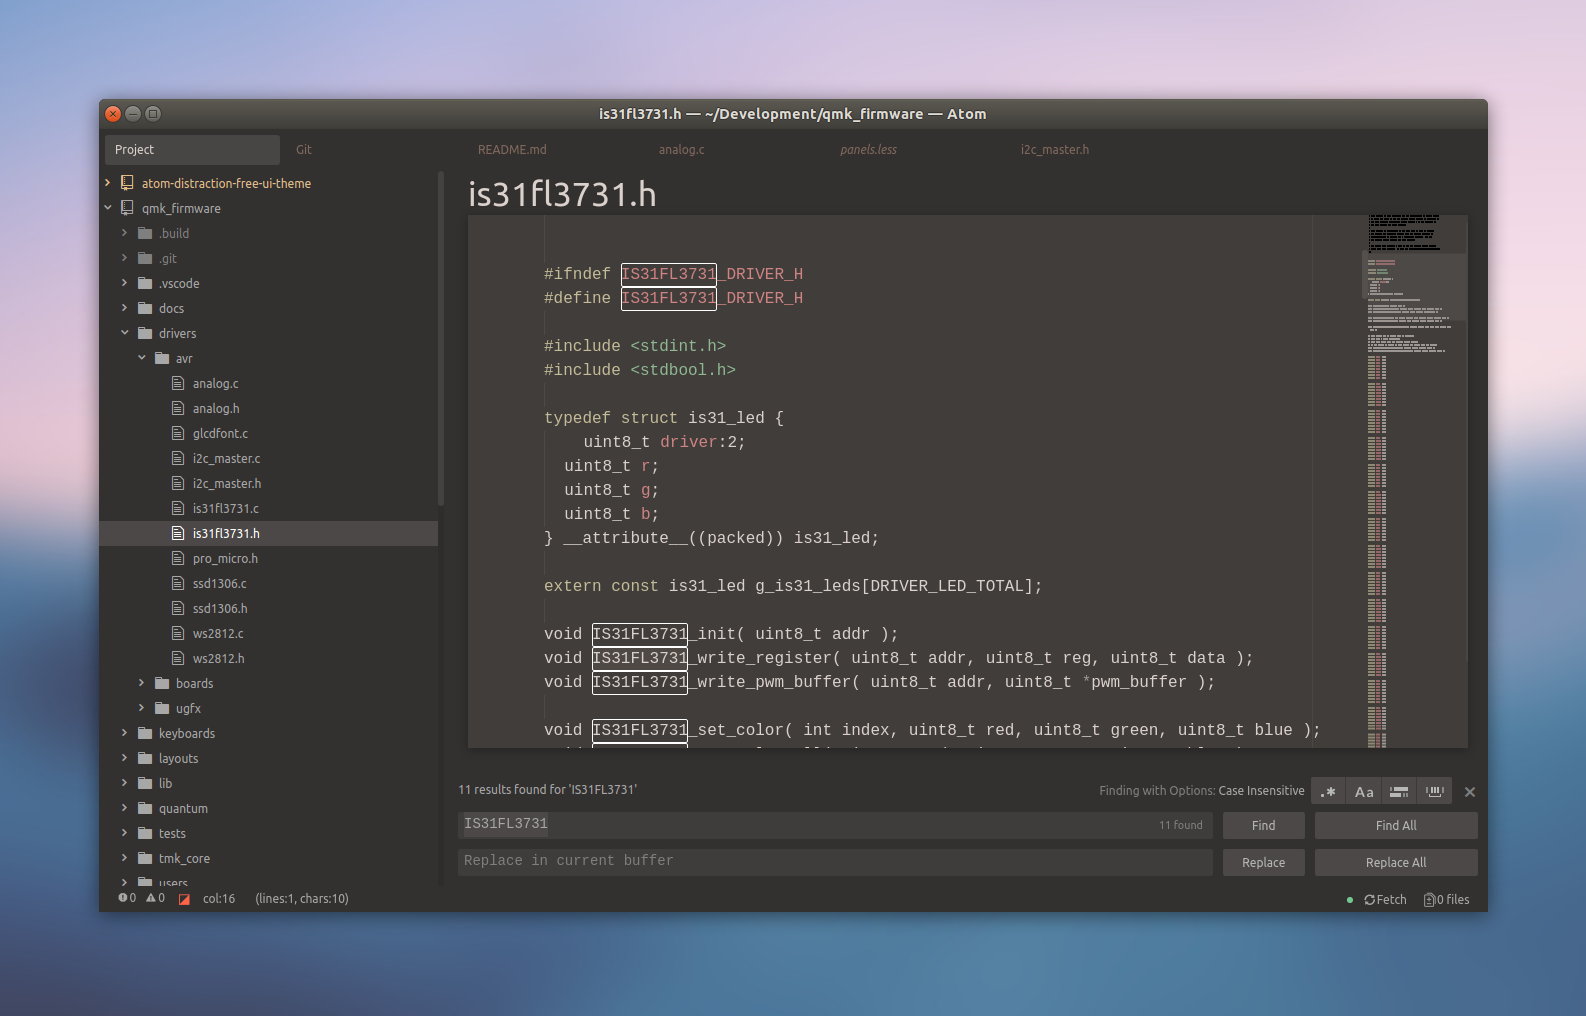 is31fl3731.h — ~/Development/qmk_firmware — Atom
Project
Git
README.md
analog.c
panels.less
i2c_master.h
atom-distraction-free-ui-theme
qmk_firmware
.build
.git
.vscode
docs
drivers
avr
analog.c
analog.h
glcdfont.c
i2c_master.c
i2c_master.h
is31fl3731.c
is31fl3731.h
pro_micro.h
ssd1306.c
ssd1306.h
ws2812.c
ws2812.h
boards
ugfx
keyboards
layouts
lib
quantum
tests
tmk_core
users
is31fl3731.h
#ifndef IS31FL3731_DRIVER_H
#define IS31FL3731_DRIVER_H
#include <stdint.h>
#include <stdbool.h>
typedef struct is31_led {
uint8_t driver:2;
uint8_t r;
uint8_t g;
uint8_t b;
} __attribute__((packed)) is31_led;
extern const is31_led g_is31_leds[DRIVER_LED_TOTAL];
void IS31FL3731_init( uint8_t addr );
void IS31FL3731_write_register( uint8_t addr, uint8_t reg, uint8_t data );
void IS31FL3731_write_pwm_buffer( uint8_t addr, uint8_t *pwm_buffer );
void IS31FL3731_set_color( int index, uint8_t red, uint8_t green, uint8_t blue );
11 results found for 'IS31FL3731'
Finding with Options: Case Insensitive
.*
Aa
IS31FL3731
11 found
Find
Find All
Replace in current buffer
Replace
Replace All
0
0
col:16
(lines:1, chars:10)
Fetch
0 files